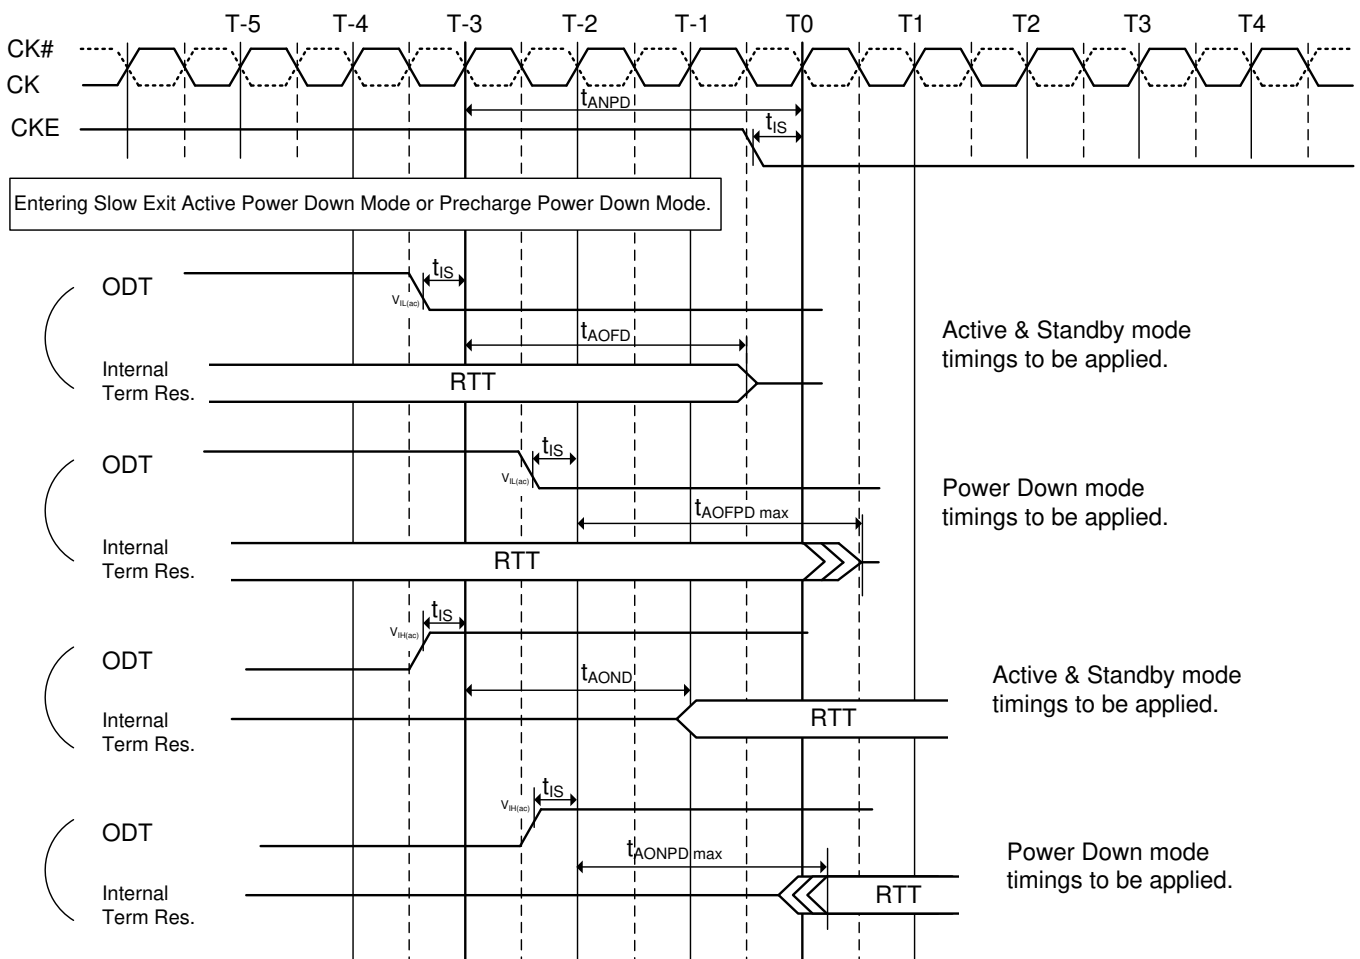 T-5 T-4 T-3 T-2 T-1 T0 T1 T2 T3 T4
CK#
CK
tANPD
CKE
tIS
Entering Slow Exit Active Power Down Mode or Precharge Power Down Mode.
tIS
ODT
VIL(ac)
tAOFD
Active & Standby mode
timings to be applied.
Internal
Term Res.
RTT
tIS
ODT
VIL(ac)
tAOFPD max
Power Down mode
timings to be applied.
Internal
Term Res.
RTT
tIS
VIH(ac)
ODT
tAOND
Active & Standby mode
timings to be applied.
Internal
Term Res.
RTT
tIS
VIH(ac)
ODT
tAONPD max
Power Down mode
timings to be applied.
Internal
Term Res.
RTT